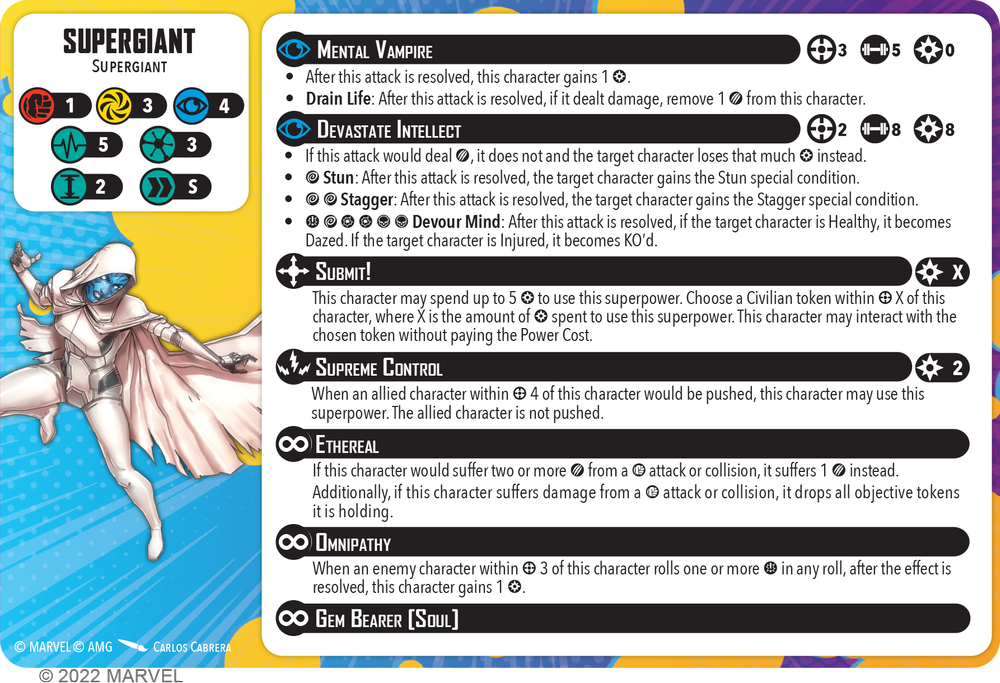 SUPERGIANT
SUPERGIANT
1 3 4
5 3
2 S
MENTAL VAMPIRE 3 5 0
• After this attack is resolved, this character gains 1 .
• Drain Life: After this attack is resolved, if it dealt damage, remove 1 from this character.
DEVASTATE INTELLECT 2 8 8
• If this attack would deal , it does not and the target character loses that much instead.
• Stun: After this attack is resolved, the target character gains the Stun special condition.
• Stagger: After this attack is resolved, the target character gains the Stagger special condition.
• Devour Mind: After this attack is resolved, if the target character is Healthy, it becomes
Dazed. If the target character is Injured, it becomes KO'd.
SUBMIT! X
This character may spend up to 5 to use this superpower. Choose a Civilian token within X of this
character, where X is the amount of spent to use this superpower. This character may interact with the
chosen token without paying the Power Cost.
SUPREME CONTROL 2
When an allied character within 4 of this character would be pushed, this character may use this
superpower. The allied character is not pushed.
ETHEREAL
If this character would suffer two or more from a attack or collision, it suffers 1 instead.
Additionally, if this character suffers damage from a attack or collision, it drops all objective tokens
it is holding.
OMNIPATHY
When an enemy character within 3 of this character rolls one or more in any roll, after the effect is
resolved, this character gains 1 .
GEM BEARER [SOUL]
© MARVEL © AMG CARLOS CABRERA
© 2022 MARVEL